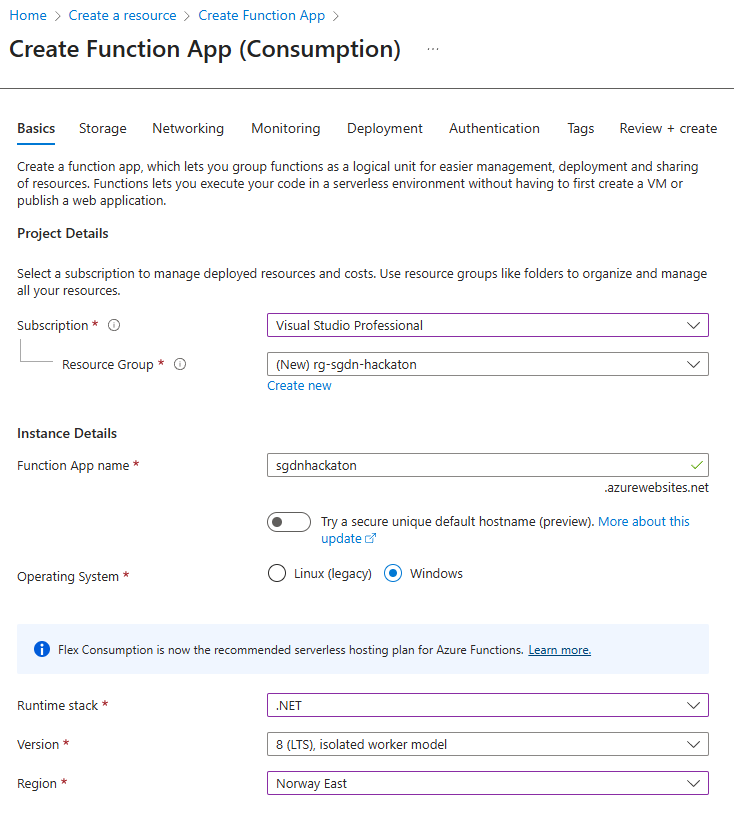 Home > Create a resource > Create Function App >
Create Function App (Consumption) ...
Basics Storage Networking Monitoring Deployment Authentication Tags Review + create
Create a function app, which lets you group functions as a logical unit for easier management, deployment and sharing
of resources. Functions lets you execute your code in a serverless environment without having to first create a VM or
publish a web application.
Project Details
Select a subscription to manage deployed resources and costs. Use resource groups like folders to organize and manage
all your resources.
Subscription * Visual Studio Professional
Resource Group * (New) rg-sgdn-hackaton
Create new
Instance Details
Function App name * sgdnhackaton
.azurewebsites.net
Try a secure unique default hostname (preview). More about this
update
Operating System * Linux (legacy) Windows
Flex Consumption is now the recommended serverless hosting plan for Azure Functions. Learn more.
Runtime stack * .NET
Version * 8 (LTS), isolated worker model
Region * Norway East